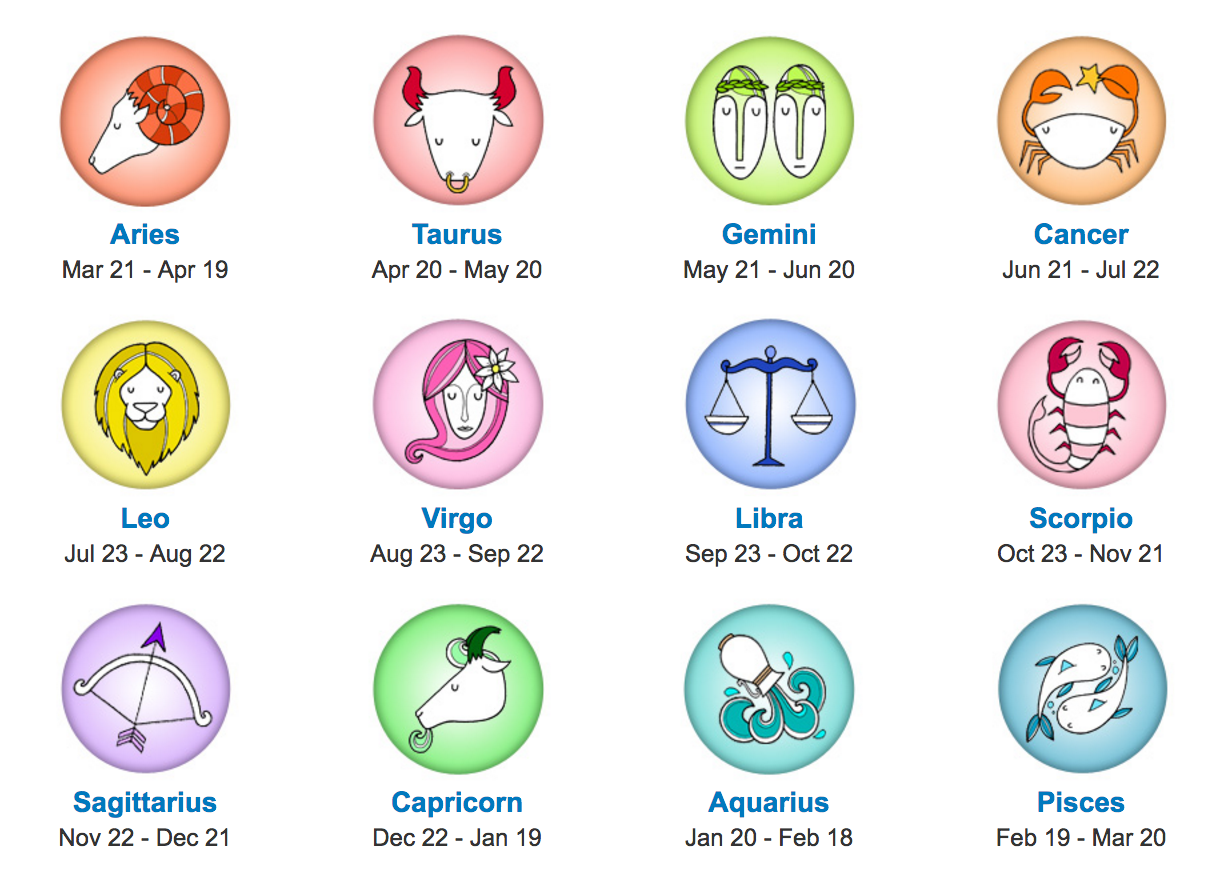 Aries
Mar 21 - Apr 19
Taurus
Apr 20 - May 20
Gemini
May 21 - Jun 20
Cancer
Jun 21 - Jul 22
Leo
Jul 23 - Aug 22
Virgo
Aug 23 - Sep 22
Libra
Sep 23 - Oct 22
Scorpio
Oct 23 - Nov 21
Sagittarius
Nov 22 - Dec 21
Capricorn
Dec 22 - Jan 19
Aquarius
Jan 20 - Feb 18
Pisces
Feb 19 - Mar 20